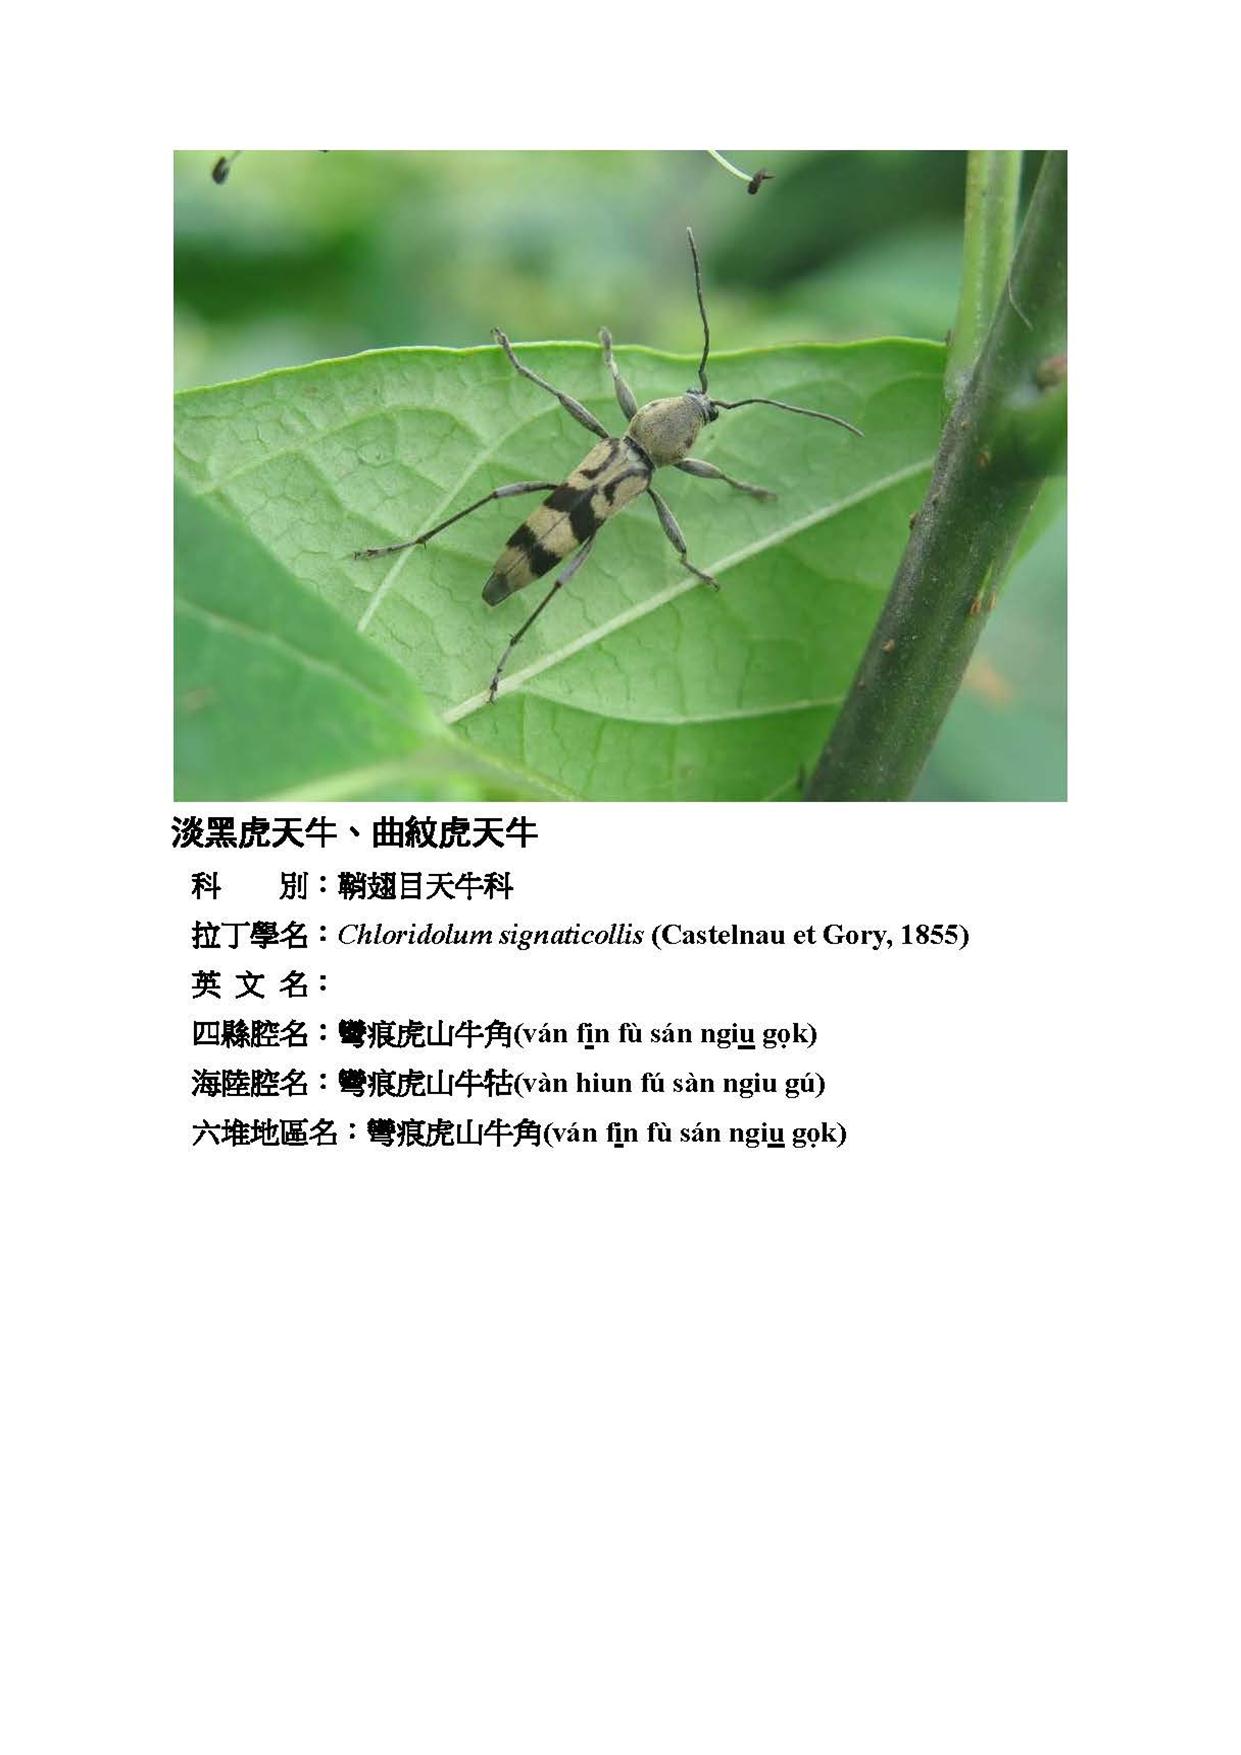 淡黑虎天牛、曲紋虎天牛
科　　別：鞘翅目天牛科
拉丁學名：Chloridolum signaticollis (Castelnau et Gory, 1855)
英 文 名：
四縣腔名：彎痕虎山牛角(ván fi̲n fù sán ngiu̲ gọk)
海陸腔名：彎痕虎山牛牯(vàn hiun fú sàn ngiu gú)
六堆地區名：彎痕虎山牛角(ván fi̲n fù sán ngiu̲ gọk)